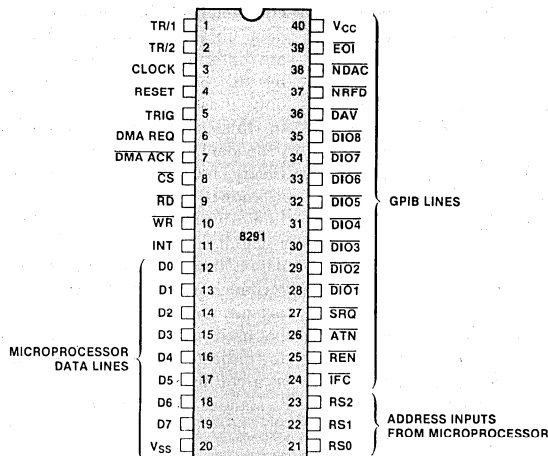 TR/1 1 40 VCC
TR/2 2 39 EOI
CLOCK 3 38 NDAC
RESET 4 37 NRFD
TRIG 5 36 DAV
DMA REQ 6 35 DIO8
DMA ACK 7 34 DIO7
CS 8 33 DIO6
RD 9 32 DIO5
WR 10 31 DIO4
INT 11 30 DIO3
D0 12 29 DIO2
D1 13 28 DIO1
D2 14 27 SRQ
D3 15 26 ATN
D4 16 25 REN
D5 17 24 IFC
D6 18 23 RS2
D7 19 22 RS1
VSS 20 21 RS0
8291
GPIB LINES
MICROPROCESSOR
DATA LINES
ADDRESS INPUTS
FROM MICROPROCESSOR